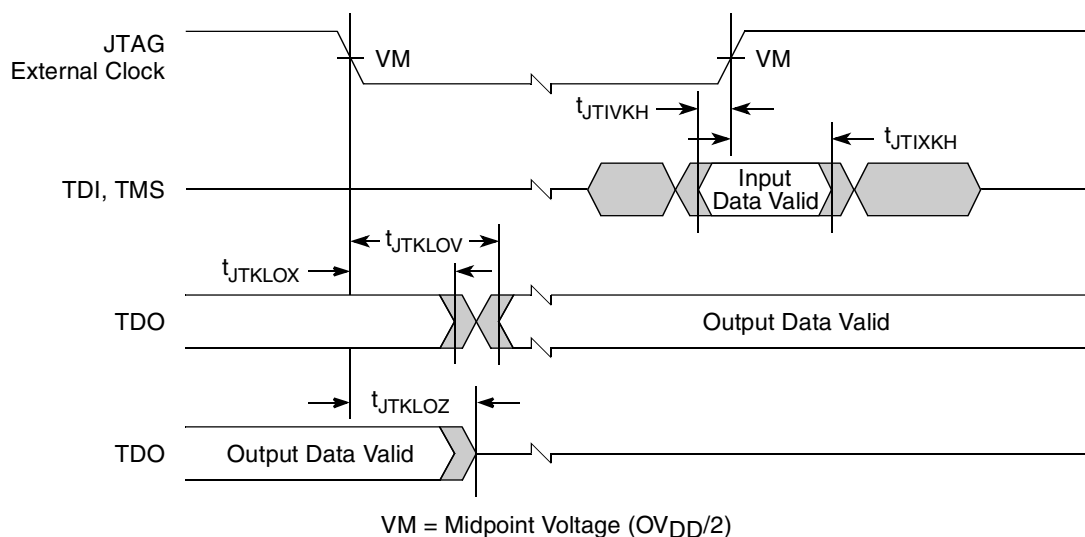 JTAG
External Clock
VM
VM
tJTIVKH
tJTIXKH
TDI, TMS
Input
Data Valid
tJTKLOV
tJTKLOX
TDO
Output Data Valid
tJTKLOZ
TDO
Output Data Valid
VM = Midpoint Voltage (OVDD/2)